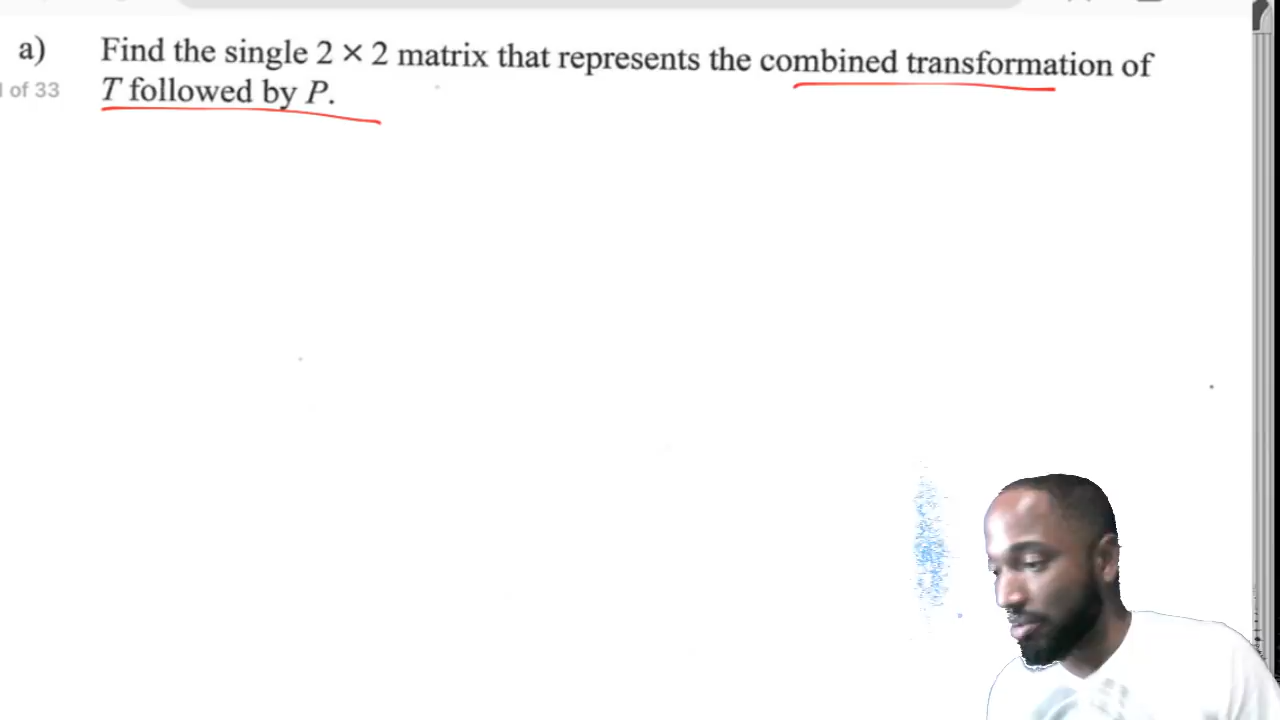 a) Find the single 2 × 2 matrix that represents the combined transformation of
of 33 T followed by P.